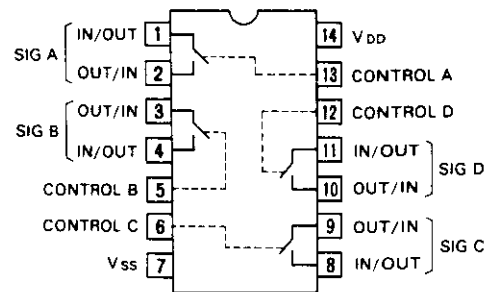 SIG A
IN/OUT 1
OUT/IN 2
SIG B
OUT/IN 3
IN/OUT 4
CONTROL B 5
CONTROL C 6
VSS 7
14 VDD
13 CONTROL A
12 CONTROL D
11 IN/OUT
10 OUT/IN
SIG D
9 OUT/IN
8 IN/OUT
SIG C